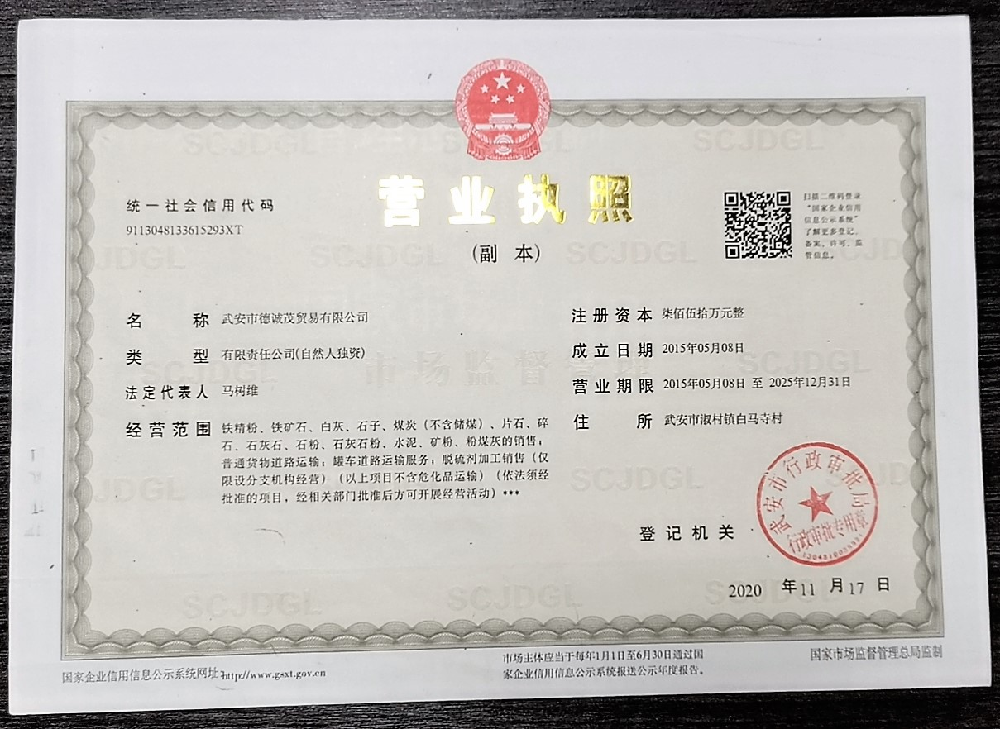 营业执照
(副 本)
统一社会信用代码
9113048133615293XT
扫描二维码登录
“国家企业信用
信息公示系统”
了解更多登记、
备案、许可、监
管信息。
名 称 武安市德诚茂贸易有限公司
类 型 有限责任公司(自然人独资)
法定代表人 马树维
经营范围 铁精粉、铁矿石、白灰、石子、煤炭（不含储煤）、片石、碎
石、石灰石、石粉、石灰石粉、水泥、矿粉、粉煤灰的销售；
普通货物道路运输；罐车道路运输服务；脱硫剂加工销售（仅
限设分支机构经营）（以上项目不含危化品运输）（依法须经
批准的项目，经相关部门批准后方可开展经营活动）***
注册资本 柒佰伍拾万元整
成立日期 2015年05月08日
营业期限 2015年05月08日 至 2025年12月31日
住 所 武安市淑村镇白马寺村
登记机关
武安市行政审批局
行政审批专用章
2020 年11 月17 日
国家企业信用信息公示系统网址:http://www.gsxt.gov.cn
市场主体应当于每年1月1日至6月30日通过国
家企业信用信息公示系统报送公示年度报告。
国家市场监督管理总局监制
SCJDGL
市场监督管理